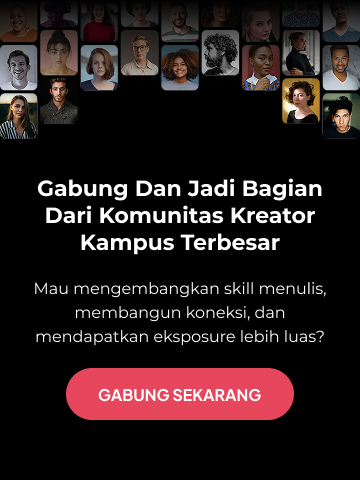 Gabung Dan Jadi Bagian
Dari Komunitas Kreator
Kampus Terbesar
Mau mengembangkan skill menulis,
membangun koneksi, dan
mendapatkan eksposure lebih luas?
GABUNG SEKARANG